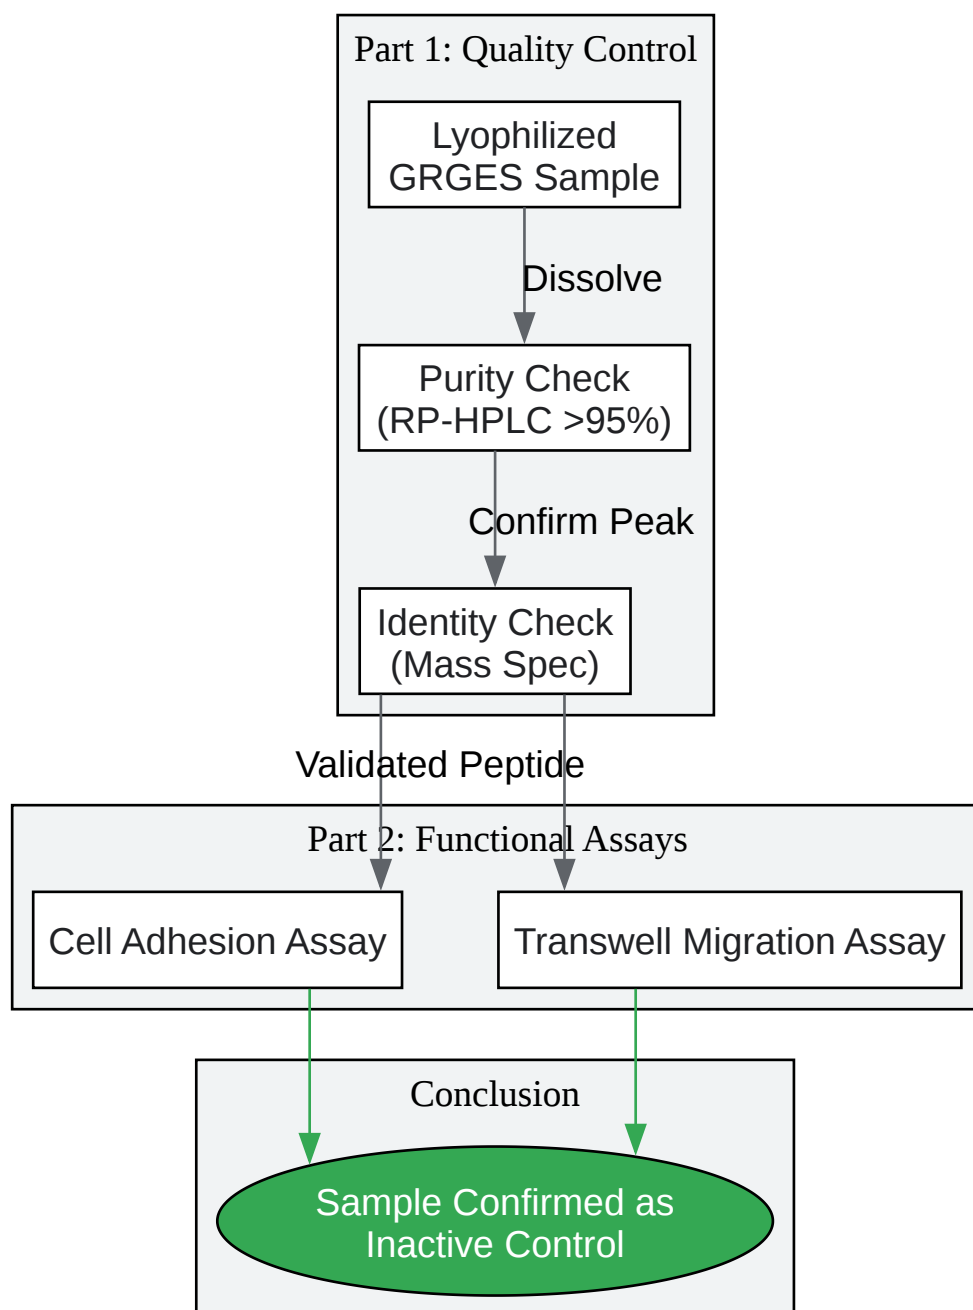 Part 1: Quality Control
Lyophilized
GRGES Sample
Dissolve
Purity Check
(RP-HPLC >95%)
Confirm Peak
Identity Check
(Mass Spec)
Validated Peptide
Part 2: Functional Assays
Cell Adhesion Assay
Transwell Migration Assay
Conclusion
Sample Confirmed as
Inactive Control